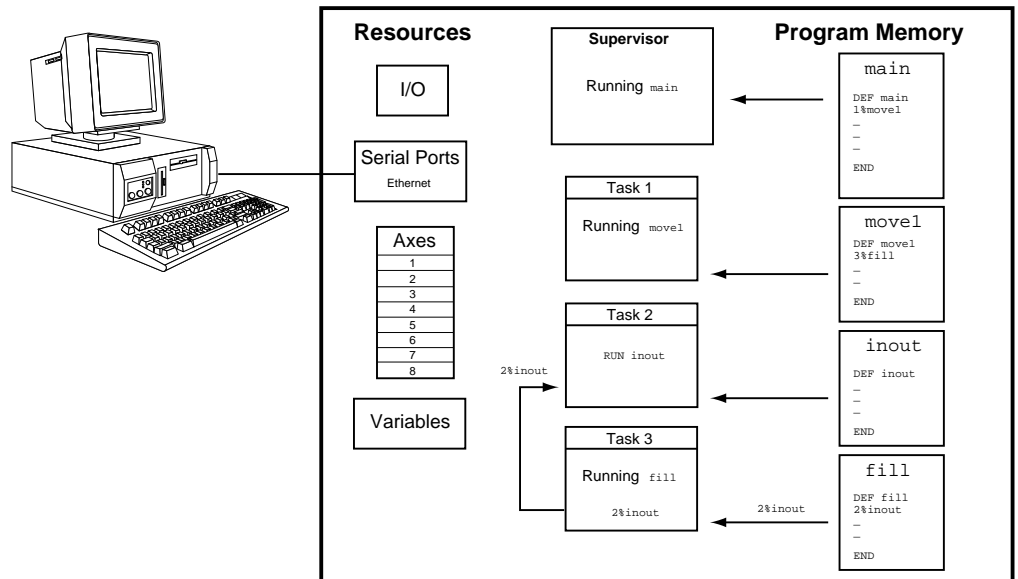 Resources
I/O
Serial Ports
Ethernet
Axes
1
2
3
4
5
6
7
8
Variables
Supervisor
Running main
Task 1
Running move1
Task 2
RUN inout
2%inout
Task 3
Running fill
2%inout
Program Memory
main
DEF main
1%move1
_
_
_
END
move1
DEF move1
3%fill
_
_
END
inout
DEF inout
_
_
_
END
2%inout
fill
DEF fill
2%inout
_
_
END